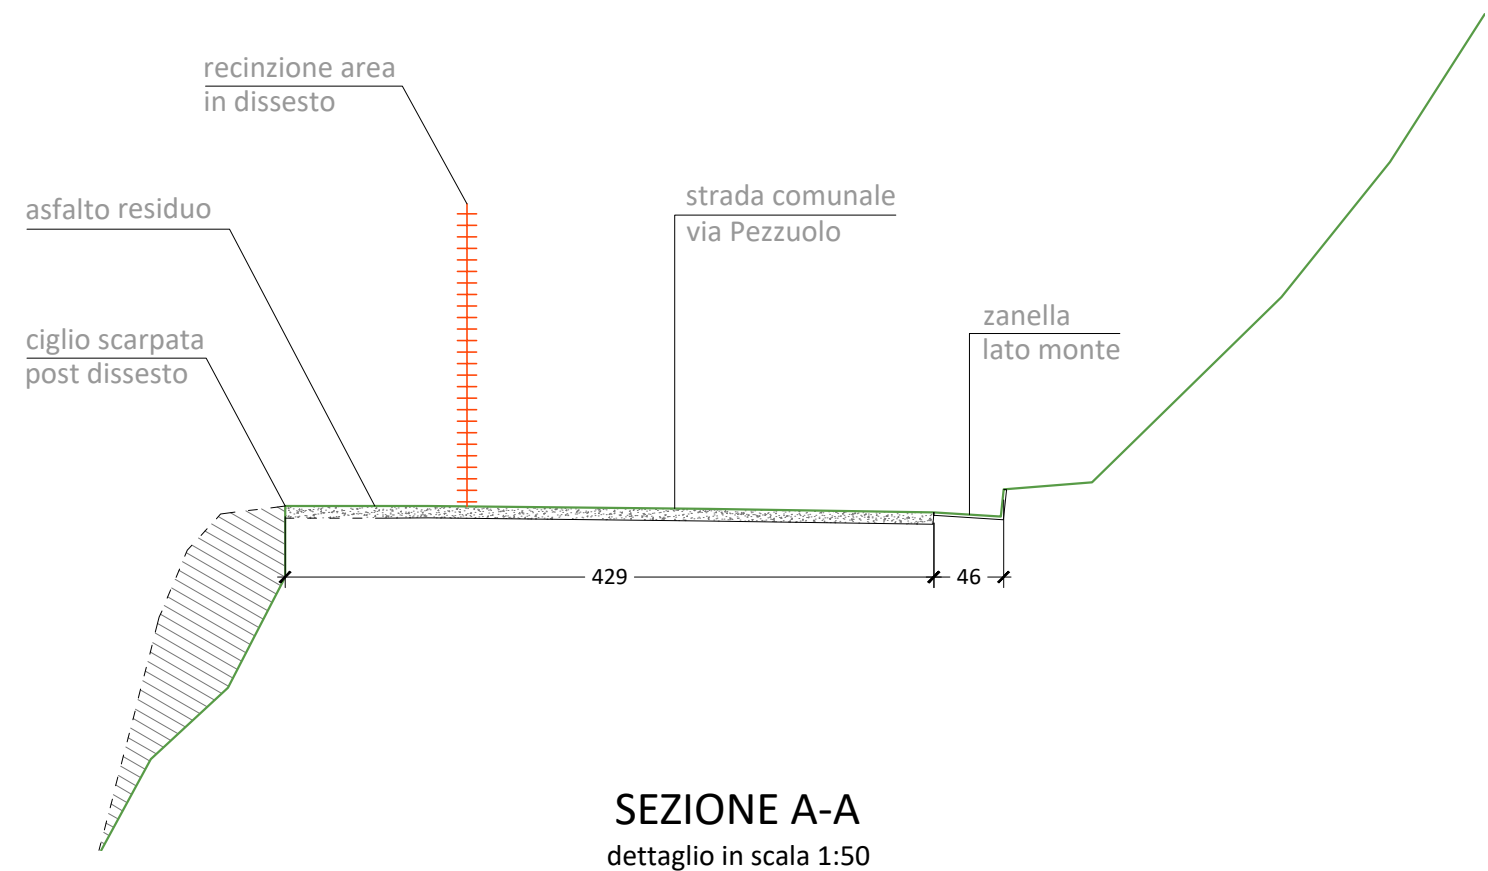 recinzione area
in dissesto
asfalto residuo
strada comunale
via Pezzuolo
ciglio scarpata
post dissesto
zanella
lato monte
429
46
SEZIONE A-A
dettaglio in scala 1:50